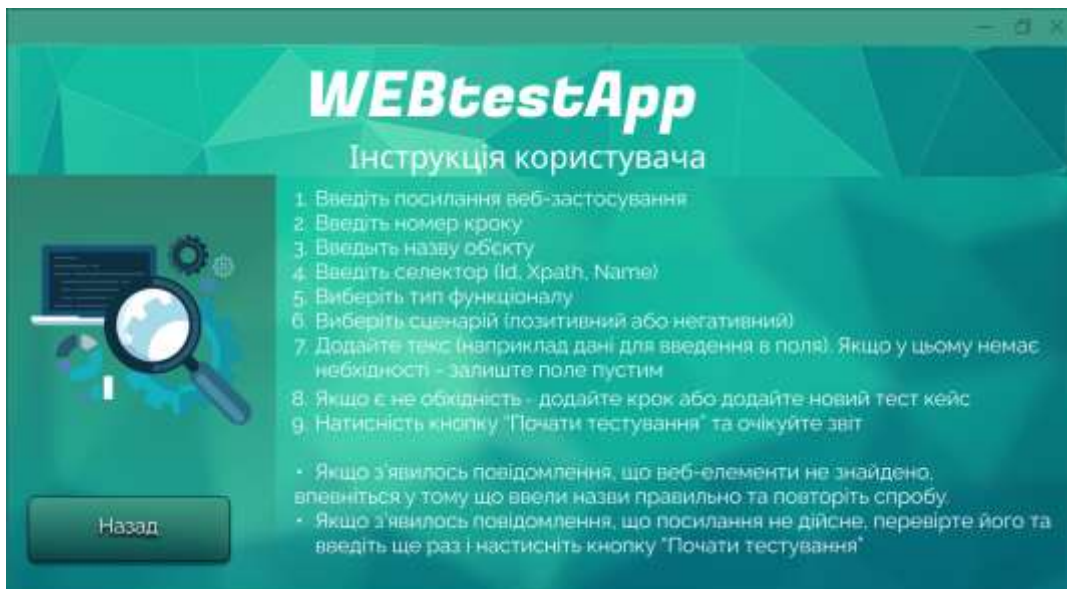 WEBtestApp
Інструкція користувача
1. Введіть посилання веб-застосування
2. Введіть номер кроку
3. Введыть назву об'єкту
4. Введіть селектор (Id, Xpath, Name)
5. Виберіть тип функціоналу
6. Виберіть сценарій (позитивний або негативний)
7. Додайте текс (наприклад дані для введення в поля). Якщо у цьому немає
небхідності - залиште поле пустим
8. Якщо є не обхідність - додайте крок або додайте новий тест кейс
9. Натисність кнопку "Почати тестування" та очікуйте звіт
• Якщо з'явилось повідомлення, що веб-елементи не знайдено,
впевніться у тому що ввели назви правильно та повторіть спробу.
• Якщо з'явилось повідомлення, що посилання не дійсне, перевірте його та
введіть ще раз і настисніть кнопку "Почати тестування"
Назад